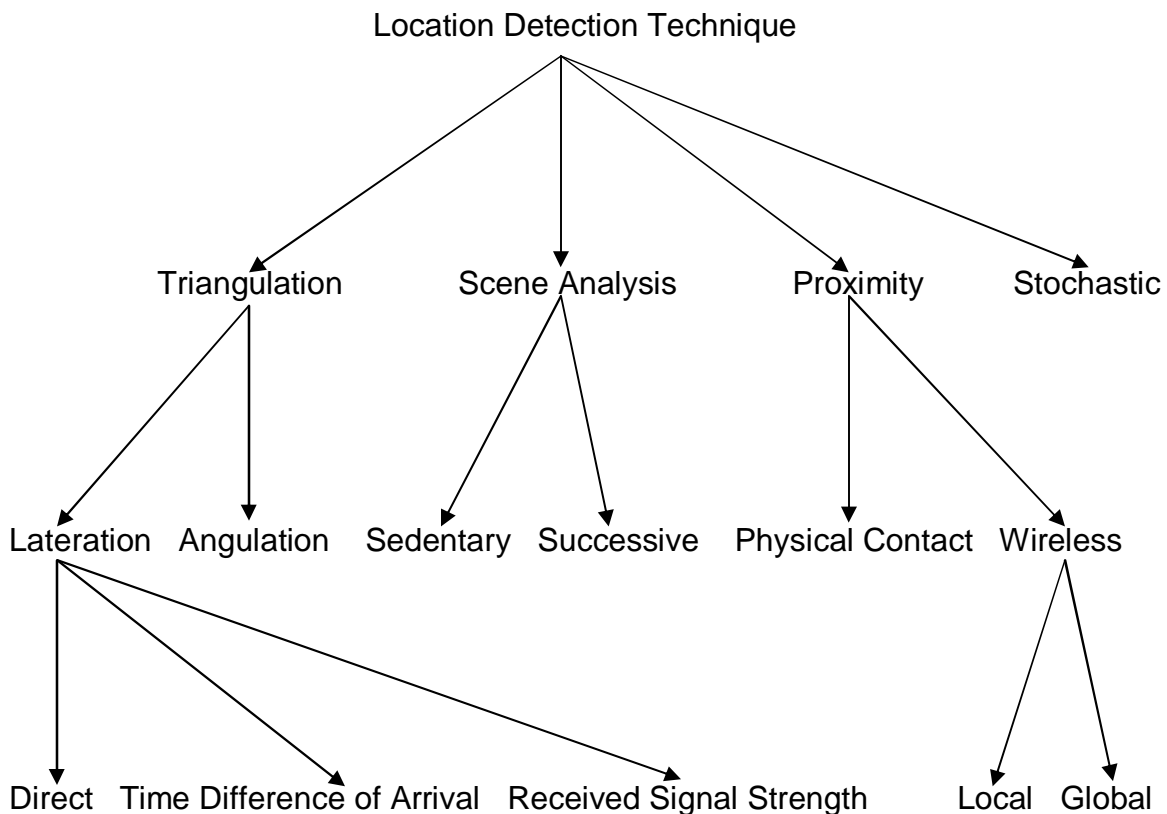 Location Detection Technique
Triangulation Scene Analysis Proximity Stochastic
Lateration Angulation Sedentary Successive Physical Contact Wireless
Direct Time Difference of Arrival Received Signal Strength Local Global